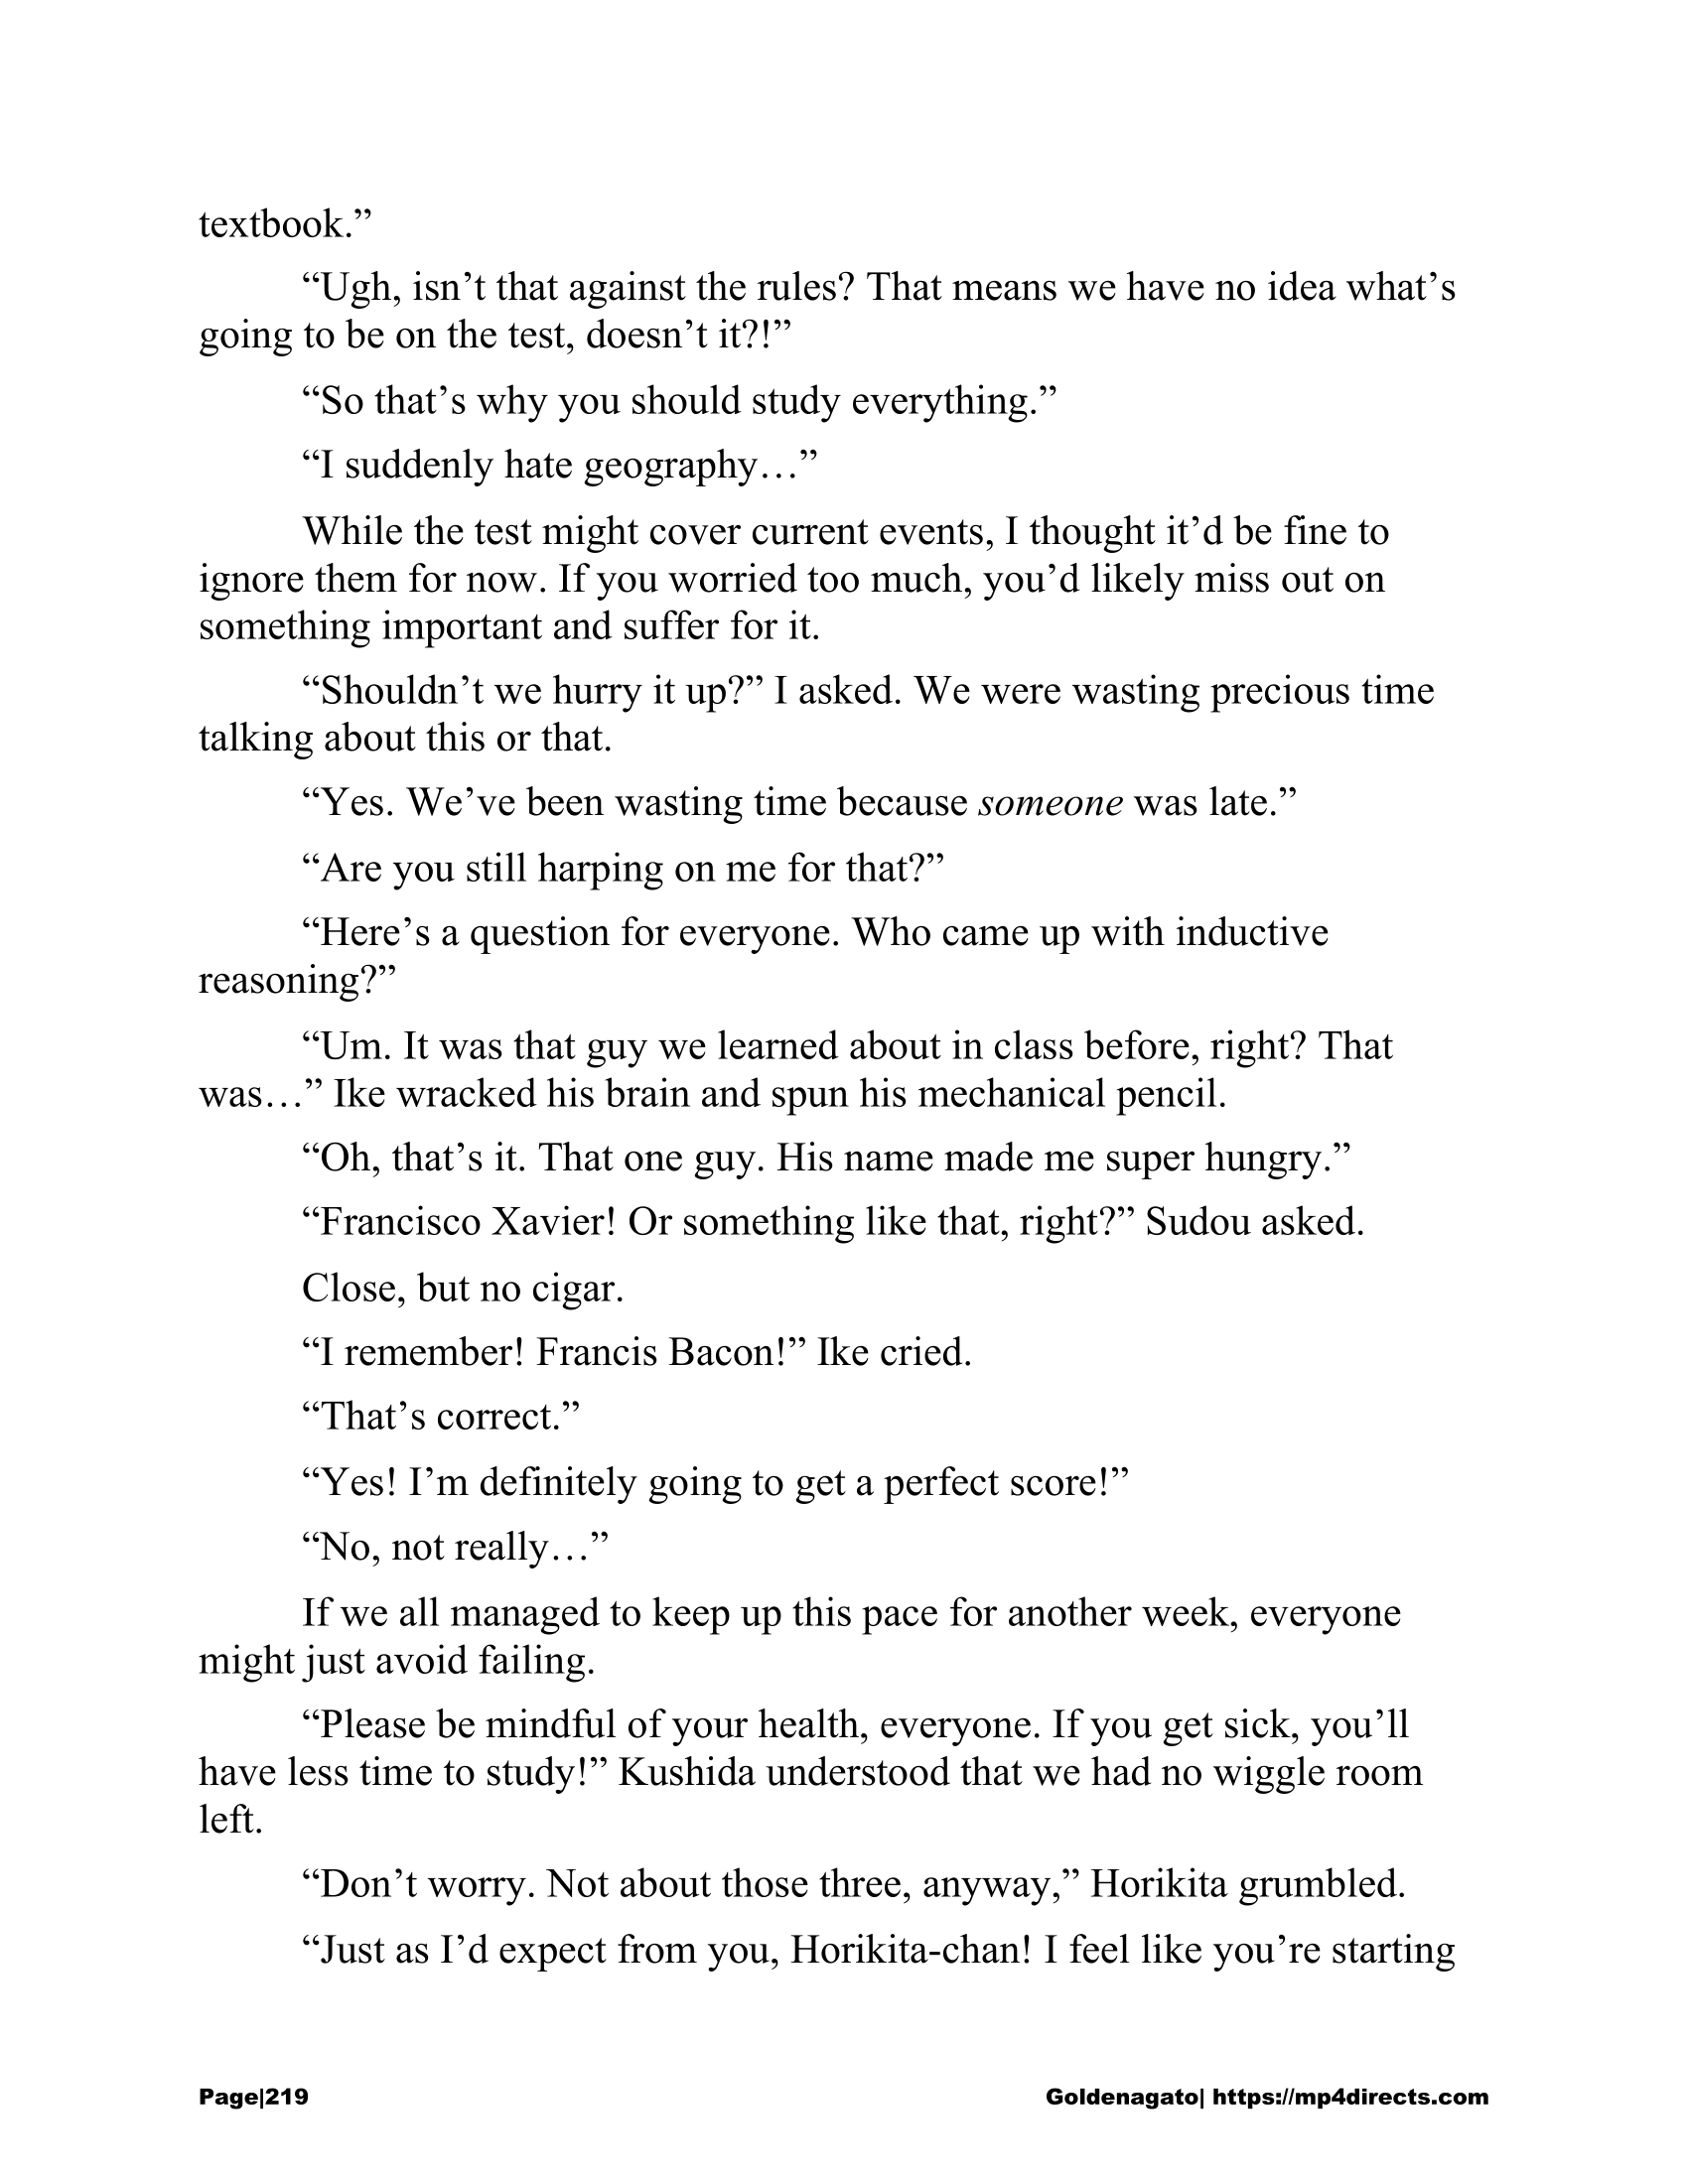 textbook.”
“Ugh, isn’t that against the rules? That means we have no idea what’s
going to be on the test, doesn’t it?!”
“So that’s why you should study everything.”
“I suddenly hate geography…”
While the test might cover current events, I thought it’d be fine to
ignore them for now. If you worried too much, you’d likely miss out on
something important and suffer for it.
“Shouldn’t we hurry it up?” I asked. We were wasting precious time
talking about this or that.
“Yes. We’ve been wasting time because someone was late.”
“Are you still harping on me for that?”
“Here’s a question for everyone. Who came up with inductive
reasoning?”
“Um. It was that guy we learned about in class before, right? That
was…” Ike wracked his brain and spun his mechanical pencil.
“Oh, that’s it. That one guy. His name made me super hungry.”
“Francisco Xavier! Or something like that, right?” Sudou asked.
Close, but no cigar.
“I remember! Francis Bacon!” Ike cried.
“That’s correct.”
“Yes! I’m definitely going to get a perfect score!”
“No, not really…”
If we all managed to keep up this pace for another week, everyone
might just avoid failing.
“Please be mindful of your health, everyone. If you get sick, you’ll
have less time to study!” Kushida understood that we had no wiggle room
left.
“Don’t worry. Not about those three, anyway,” Horikita grumbled.
“Just as I’d expect from you, Horikita-chan! I feel like you’re starting
Page|219
Goldenagato| https://mp4directs.com